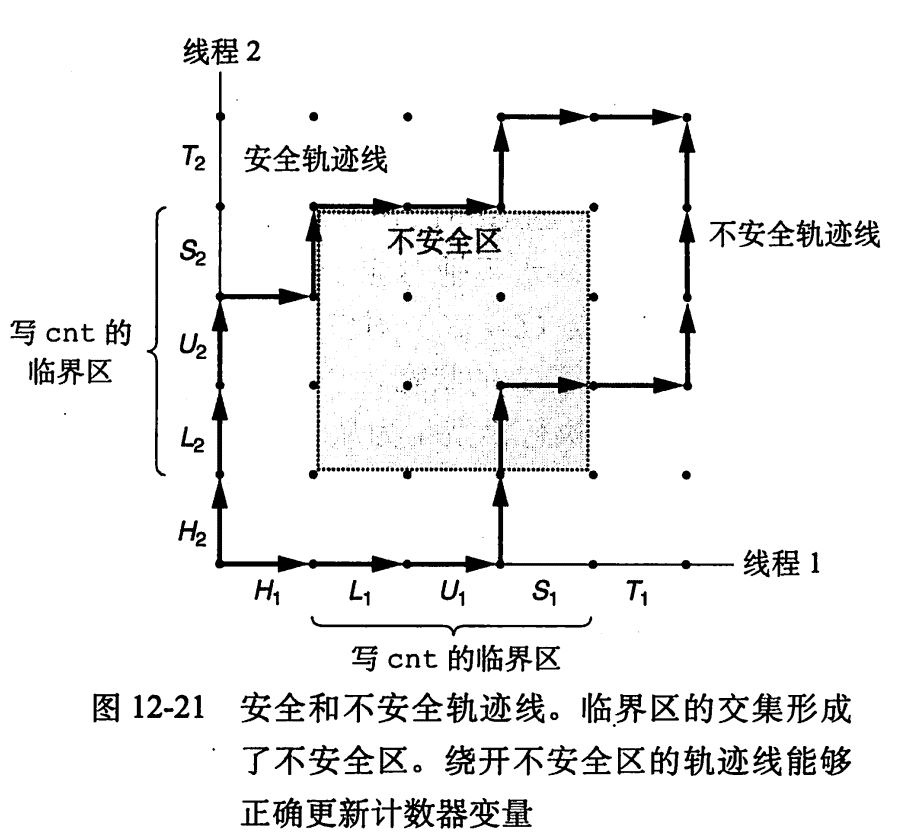 线程 2
T₂
安全轨迹线
S₂
不安全区
不安全轨迹线
写 cnt 的
临界区
U₂
L₂
H₂
线程 1
H₁ L₁ U₁ S₁ T₁
写 cnt 的临界区
图 12-21 安全和不安全轨迹线。临界区的交集形成
了不安全区。绕开不安全区的轨迹线能够
正确更新计数器变量